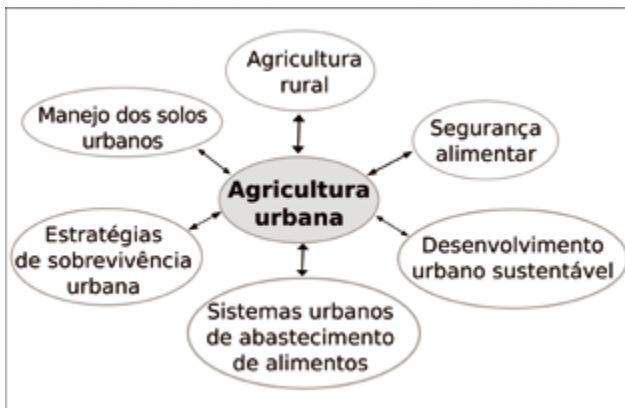 Agricultura
rural
Manejo dos solos
urbanos
Segurança
alimentar
Agricultura
urbana
Estratégias
de sobrevivência
urbana
Desenvolvimento
urbano sustentável
Sistemas urbanos
de abastecimento
de alimentos